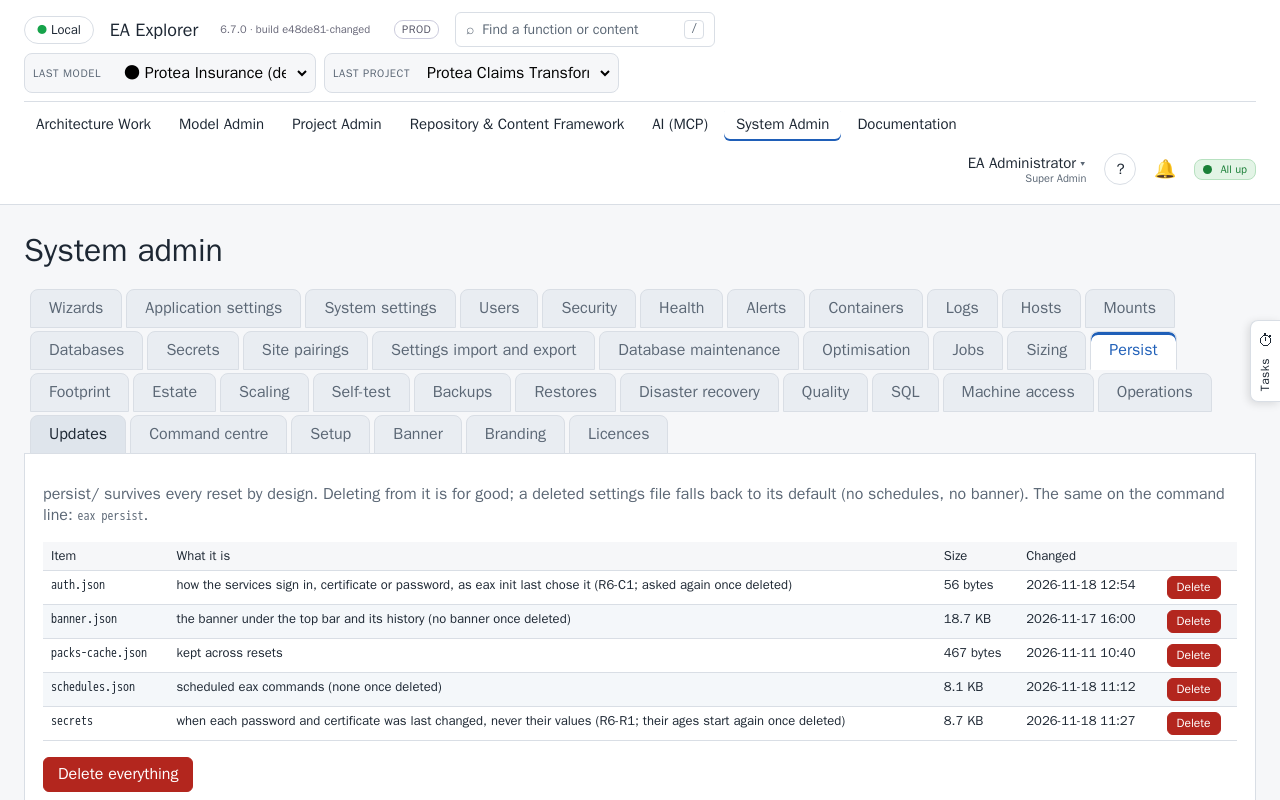 Local
EA Explorer
6.7.0 · build e48de81-changed
PROD
Find a function or content
/
LAST MODEL
Protea Insurance (de
LAST PROJECT
Protea Claims Transfor
Architecture Work
Model Admin
Project Admin
Repository & Content Framework
AI (MCP)
System Admin
Documentation
EA Administrator
Super Admin
?
All up
System admin
Wizards
Application settings
System settings
Users
Security
Health
Alerts
Containers
Logs
Hosts
Mounts
Databases
Secrets
Site pairings
Settings import and export
Database maintenance
Optimisation
Jobs
Sizing
Persist
Footprint
Estate
Scaling
Self-test
Backups
Restores
Disaster recovery
Quality
SQL
Machine access
Operations
Updates
Command centre
Setup
Banner
Branding
Licences
Tasks
persist/ survives every reset by design. Deleting from it is for good; a deleted settings file falls back to its default (no schedules, no banner). The same on the command
line: eax persist.
Item What it is Size Changed
auth.json how the services sign in, certificate or password, as eax init last chose it (R6-C1; asked again once deleted) 56 bytes 2026-11-18 12:54 Delete
banner.json the banner under the top bar and its history (no banner once deleted) 18.7 KB 2026-11-17 16:00 Delete
packs-cache.json kept across resets 467 bytes 2026-11-11 10:40 Delete
schedules.json scheduled eax commands (none once deleted) 8.1 KB 2026-11-18 11:12 Delete
secrets when each password and certificate was last changed, never their values (R6-R1; their ages start again once deleted) 8.7 KB 2026-11-18 11:27 Delete
Delete everything